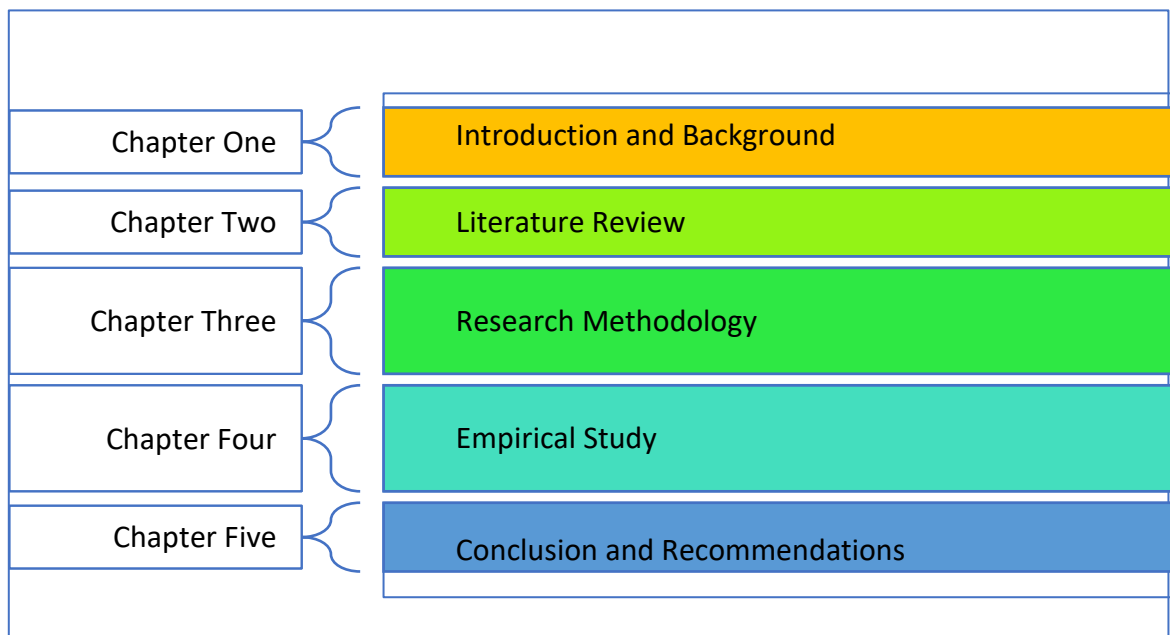 Chapter One
Introduction and Background
Chapter Two
Literature Review
Chapter Three
Research Methodology
Chapter Four
Empirical Study
Chapter Five
Conclusion and Recommendations